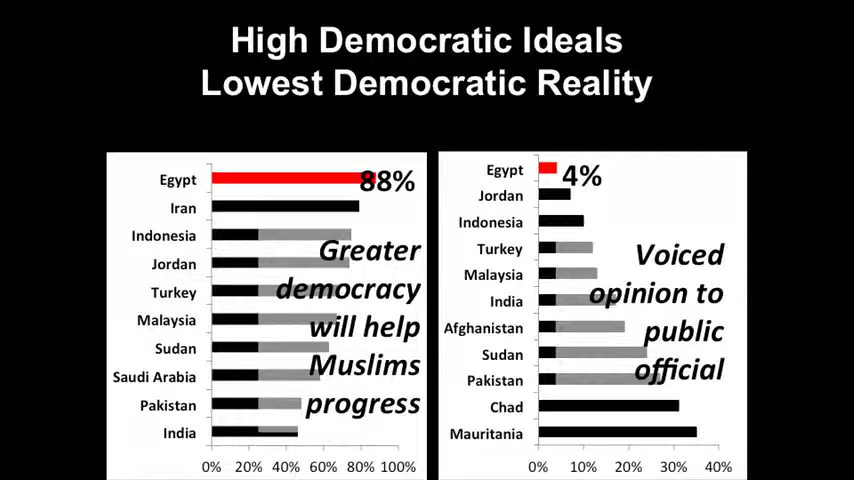 High Democratic Ideals
Lowest Democratic Reality
Egypt
88%
Iran
Indonesia
Jordan
Turkey
Malaysia
Sudan
Saudi Arabia
Pakistan
India
Greater
democracy
will help
Muslims
progress
0% 20% 40% 60% 80% 100%
Egypt
4%
Jordan
Indonesia
Turkey
Malaysia
India
Afghanistan
Sudan
Pakistan
Chad
Mauritania
Voiced
opinion to
public
official
0% 10% 20% 30% 40%